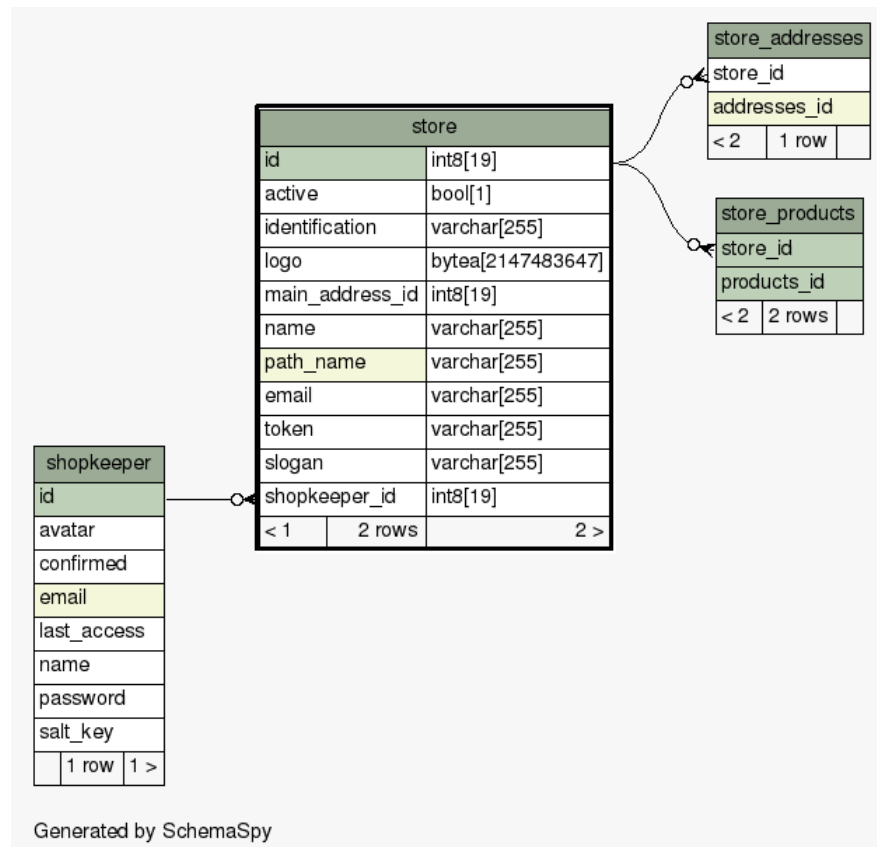 store_addresses
store_id
addresses_id
< 2 1 row
store
id int8[19]
active bool[1]
identification varchar[255]
logo bytea[2147483647]
main_address_id int8[19]
name varchar[255]
path_name varchar[255]
email varchar[255]
token varchar[255]
slogan varchar[255]
shopkeeper_id int8[19]
< 1 2 rows 2 >
store_products
store_id
products_id
< 2 2 rows
shopkeeper
id
avatar
confirmed
email
last_access
name
password
salt_key
1 row 1 >
Generated by SchemaSpy